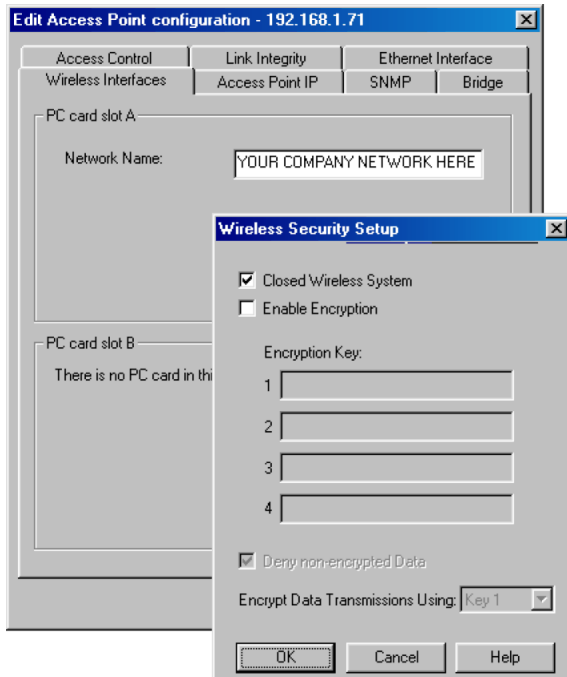 Edit Access Point configuration - 192.168.1.71
Access Control Link Integrity Ethernet Interface
Wireless Interfaces Access Point IP SNMP Bridge
PC card slot A
Network Name: YOUR COMPANY NETWORK HERE
PC card slot B
There is no PC card in thi
Wireless Security Setup
Closed Wireless System
Enable Encryption
Encryption Key:
1
2
3
4
Deny non-encrypted Data
Encrypt Data Transmissions Using: Key 1
OK Cancel Help